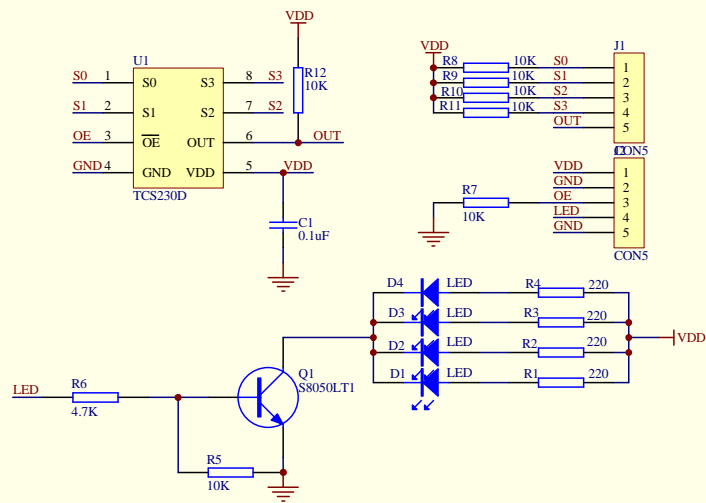 VDD
U1
S0 1 S0 S3 8 S3
S1 2 S1 S2 7 S2
OE 3 OE OUT 6 OUT
GND 4 GND VDD 5 VDD
TCS230D
R12
10K
C1
0.1uF
J1
VDD
R8 10K S0 1
R9 10K S1 2
R10 10K S2 3
R11 10K S3 4
OUT 5
CON5
VDD 1
GND 2
R7 OE 3
10K LED 4
GND 5
CON5
D4 LED R4 220
D3 LED R3 220
VDD
D2 LED R2 220
D1 LED R1 220
Q1
S8050LT1
LED R6
4.7K
R5
10K